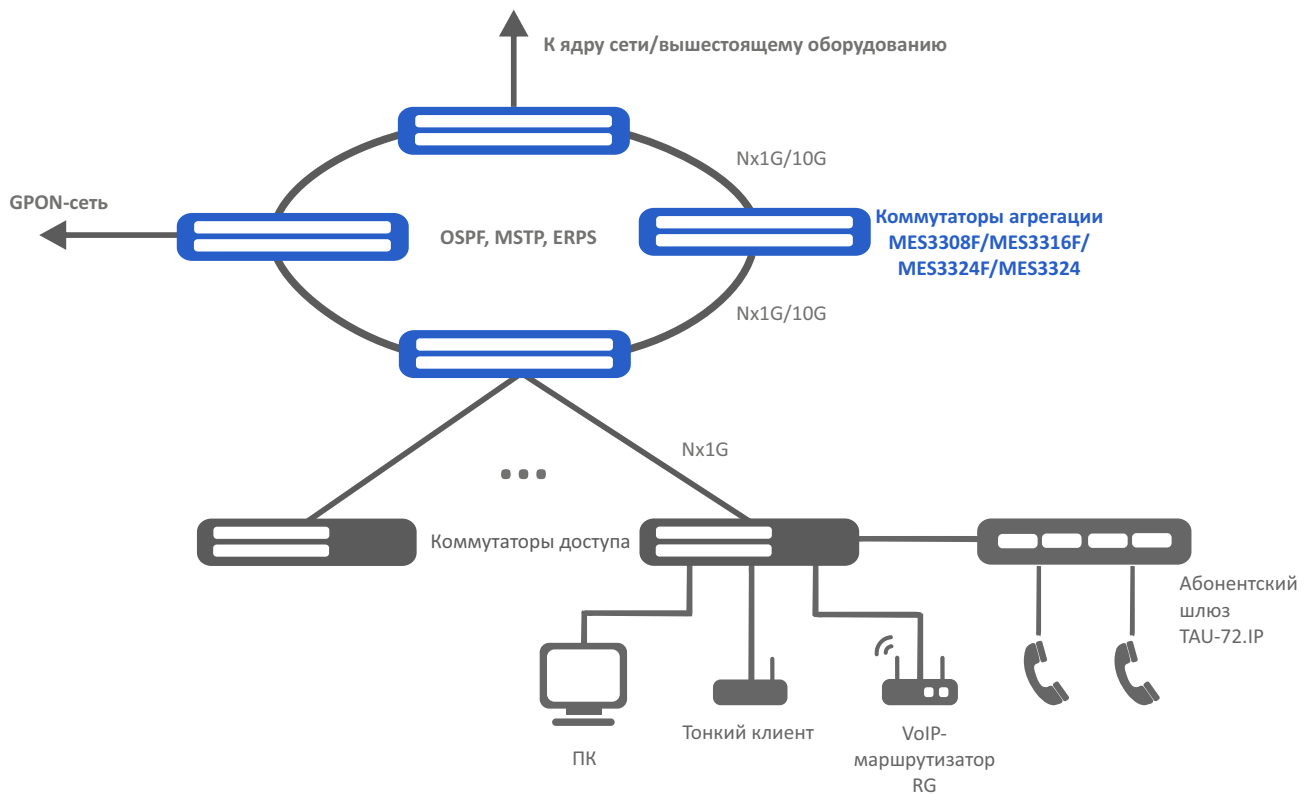 К ядру сети/вышестоящему оборудованию
Nx1G/10G
GPON-сеть
OSPF, MSTP, ERPS
Коммутаторы агрегации
MES3308F/MES3316F/
MES3324F/MES3324
Nx1G/10G
Nx1G
Коммутаторы доступа
Абонентский
шлюз
TAU-72.IP
ПК
Тонкий клиент
VoIP-
маршрутизатор
RG